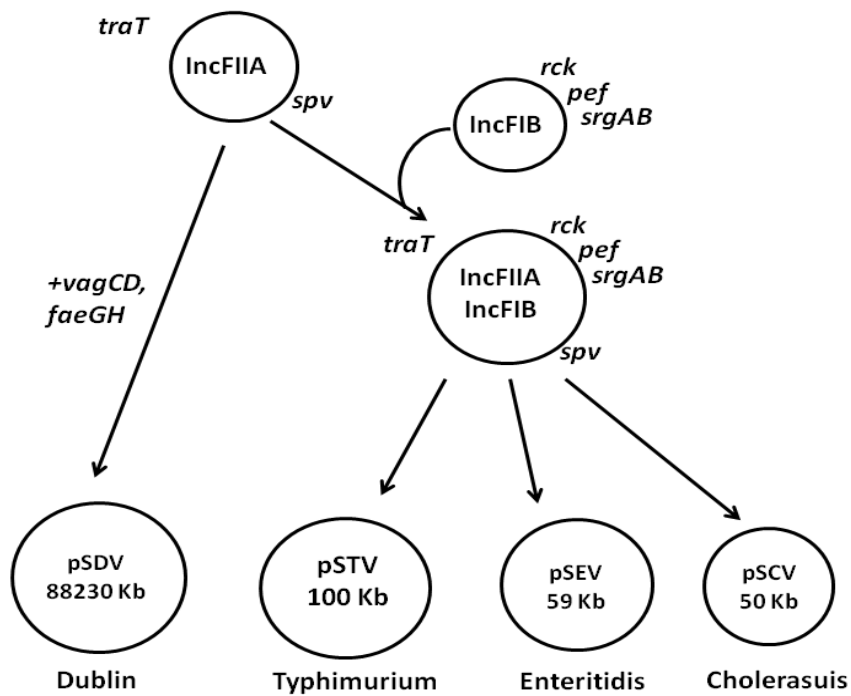 traT
IncFIIA
spv
rck
pef
srgAB
IncFIB
traT
rck
pef
srgAB
IncFIIA
IncFIB
spv
+vagCD,
faeGH
pSDV
88230 Kb
pSTV
100 Kb
pSEV
59 Kb
pSCV
50 Kb
Dublin
Typhimurium
Enteritidis
Cholerasuis